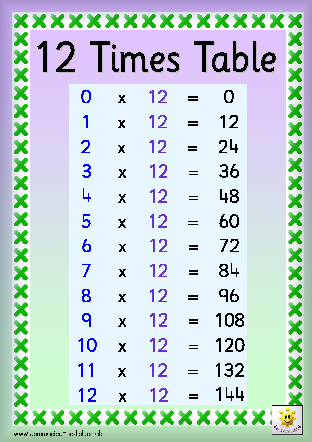 12 Times Table
0 x 12 = 0
1 x 12 = 12
2 x 12 = 24
3 x 12 = 36
4 x 12 = 48
5 x 12 = 60
6 x 12 = 72
7 x 12 = 84
8 x 12 = 96
9 x 12 = 108
10 x 12 = 120
11 x 12 = 132
12 x 12 = 144